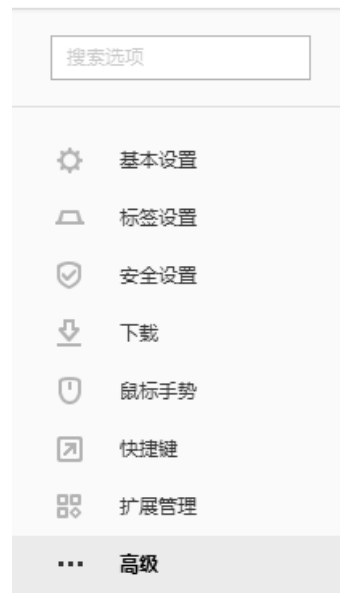 搜索选项
基本设置
标签设置
安全设置
下载
鼠标手势
快捷键
扩展管理
高级